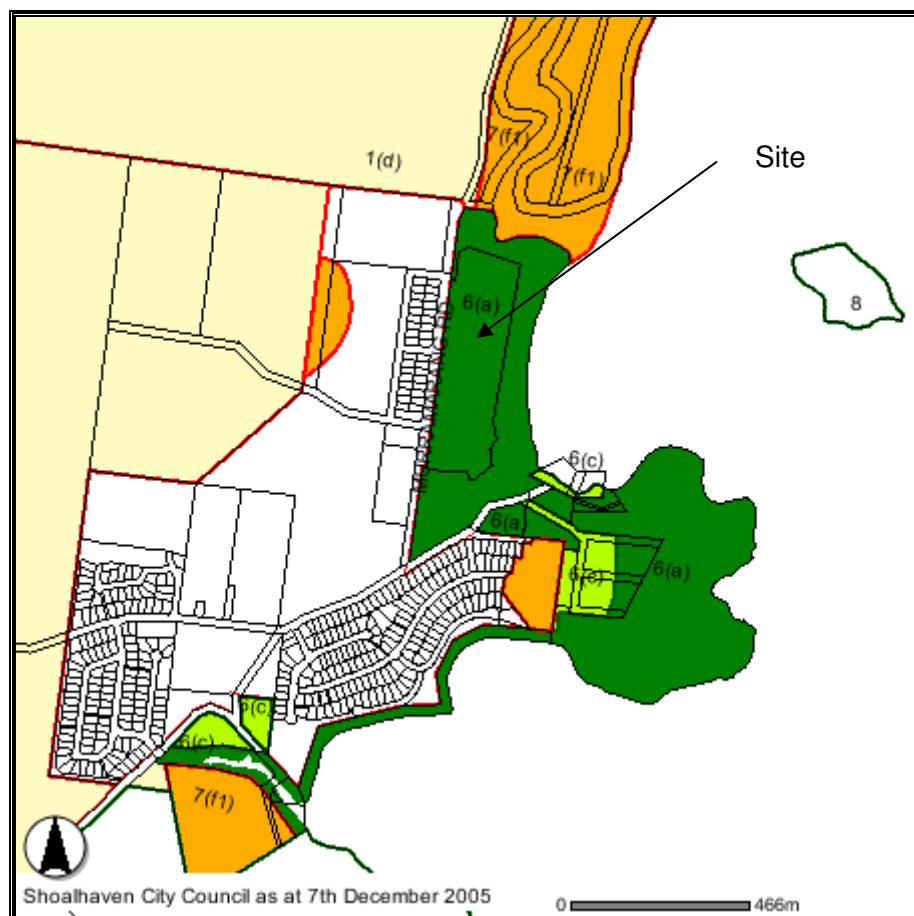 7(f1)
1(d)
Site
7(f1)
6(a)
8
6(c)
6(a)
6(c)
6(a)
6(c)
7(f1)
Shoalhaven City Council as at 7th December 2005
0 466m